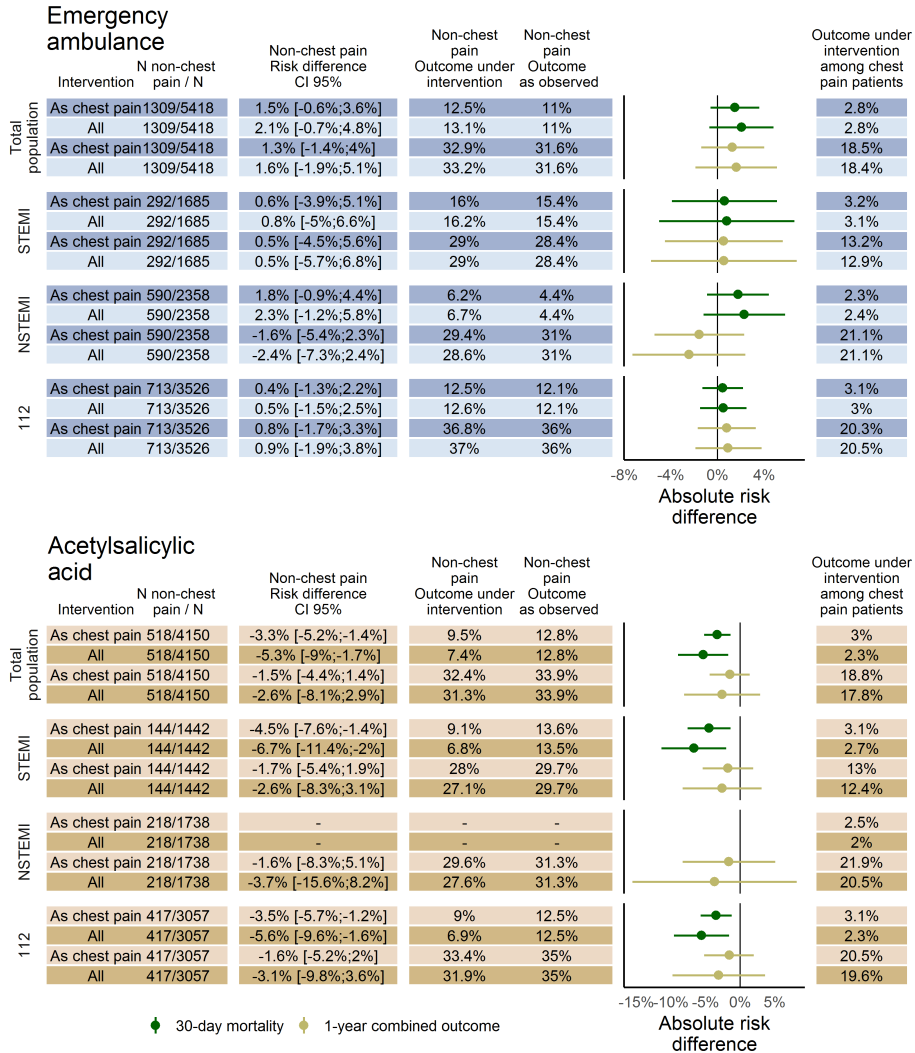 Emergency
ambulance
Intervention
N non-chest
pain / N
Non-chest pain
Risk difference
CI 95%
Non-chest
pain
Outcome under
intervention
Non-chest
pain
Outcome
as observed
Outcome under
intervention
among chest
pain patients
Total
population
As chest pain 1309/5418 1.5% [-0.6%;3.6%] 12.5% 11% 2.8%
All 1309/5418 2.1% [-0.7%;4.8%] 13.1% 11% 2.8%
As chest pain 1309/5418 1.3% [-1.4%;4%] 32.9% 31.6% 18.5%
All 1309/5418 1.6% [-1.9%;5.1%] 33.2% 31.6% 18.4%
STEMI
As chest pain 292/1685 0.6% [-3.9%;5.1%] 16% 15.4% 3.2%
All 292/1685 0.8% [-5%;6.6%] 16.2% 15.4% 3.1%
As chest pain 292/1685 0.5% [-4.5%;5.6%] 29% 28.4% 13.2%
All 292/1685 0.5% [-5.7%;6.8%] 29% 28.4% 12.9%
NSTEMI
As chest pain 590/2358 1.8% [-0.9%;4.4%] 6.2% 4.4% 2.3%
All 590/2358 2.3% [-1.2%;5.8%] 6.7% 4.4% 2.4%
As chest pain 590/2358 -1.6% [-5.4%;2.3%] 29.4% 31% 21.1%
All 590/2358 -2.4% [-7.3%;2.4%] 28.6% 31% 21.1%
112
As chest pain 713/3526 0.4% [-1.3%;2.2%] 12.5% 12.1% 3.1%
All 713/3526 0.5% [-1.5%;2.5%] 12.6% 12.1% 3%
As chest pain 713/3526 0.8% [-1.7%;3.3%] 36.8% 36% 20.3%
All 713/3526 0.9% [-1.9%;3.8%] 37% 36% 20.5%
-8% -4% 0% 4%
Absolute risk
difference
Acetylsalicylic
acid
Intervention
N non-chest
pain / N
Non-chest pain
Risk difference
CI 95%
Non-chest
pain
Outcome under
intervention
Non-chest
pain
Outcome
as observed
Outcome under
intervention
among chest
pain patients
Total
population
As chest pain 518/4150 -3.3% [-5.2%;-1.4%] 9.5% 12.8% 3%
All 518/4150 -5.3% [-9%;-1.7%] 7.4% 12.8% 2.3%
As chest pain 518/4150 -1.5% [-4.4%;1.4%] 32.4% 33.9% 18.8%
All 518/4150 -2.6% [-8.1%;2.9%] 31.3% 33.9% 17.8%
STEMI
As chest pain 144/1442 -4.5% [-7.6%;-1.4%] 9.1% 13.6% 3.1%
All 144/1442 -6.7% [-11.4%;-2%] 6.8% 13.5% 2.7%
As chest pain 144/1442 -1.7% [-5.4%;1.9%] 28% 29.7% 13%
All 144/1442 -2.6% [-8.3%;3.1%] 27.1% 29.7% 12.4%
NSTEMI
As chest pain 218/1738 - - - 2.5%
All 218/1738 - - - 2%
As chest pain 218/1738 -1.6% [-8.3%;5.1%] 29.6% 31.3% 21.9%
All 218/1738 -3.7% [-15.6%;8.2%] 27.6% 31.3% 20.5%
112
As chest pain 417/3057 -3.5% [-5.7%;-1.2%] 9% 12.5% 3.1%
All 417/3057 -5.6% [-9.6%;-1.6%] 6.9% 12.5% 2.3%
As chest pain 417/3057 -1.6% [-5.2%;2%] 33.4% 35% 20.5%
All 417/3057 -3.1% [-9.8%;3.6%] 31.9% 35% 19.6%
-15% -10% -5% 0% 5%
Absolute risk
difference
30-day mortality 1-year combined outcome